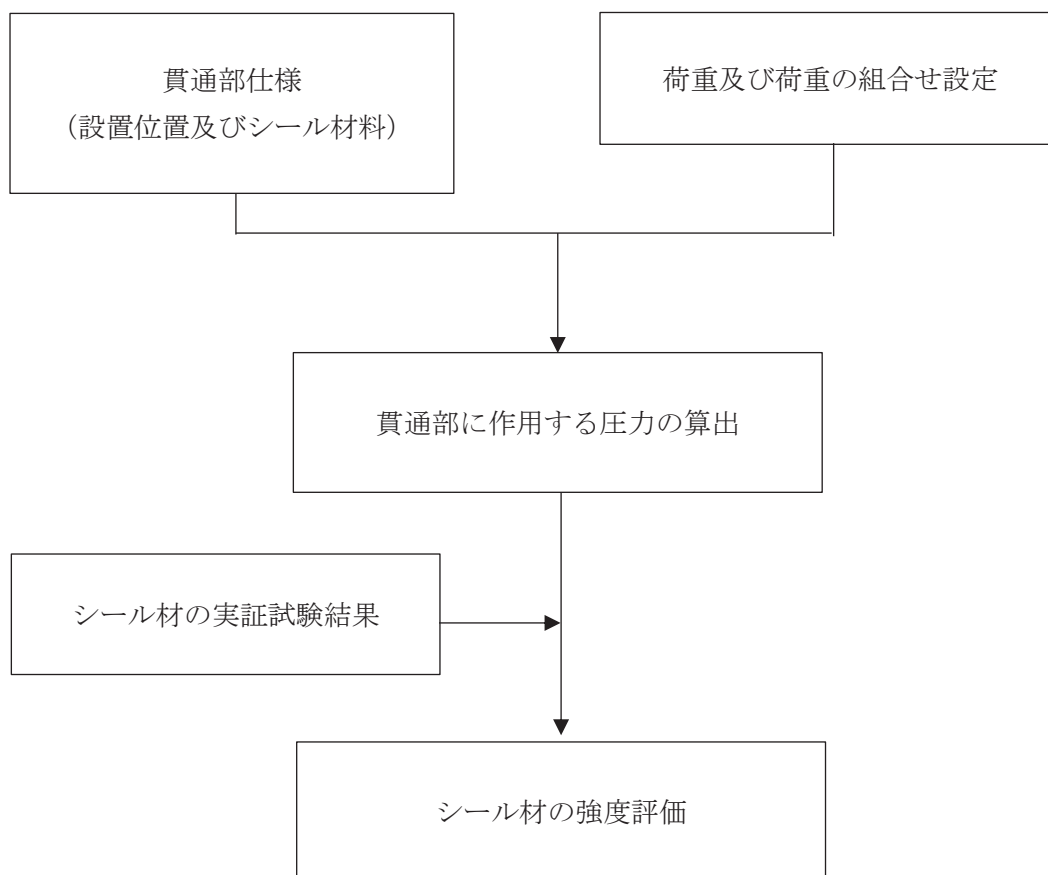 貫通部仕様
（設置位置及びシール材料）
荷重及び荷重の組合せ設定
貫通部に作用する圧力の算出
シール材の実証試験結果
シール材の強度評価